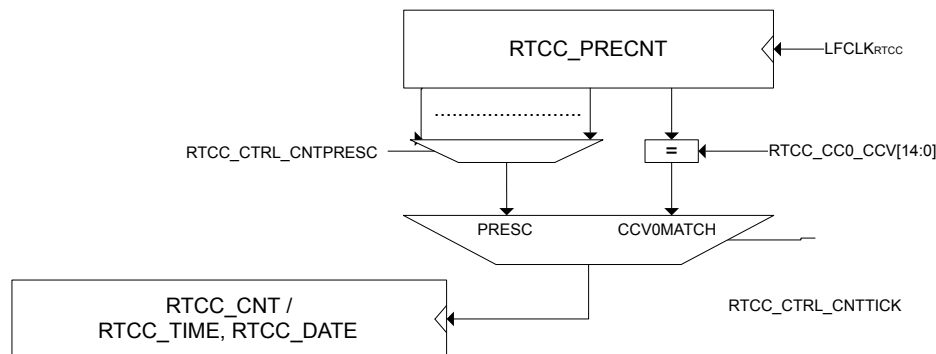 RTCC_PRECNT
LFCLKRTCC
RTCC_CTRL_CNTPRESC
=
RTCC_CC0_CCV[14:0]
PRESC
CCV0MATCH
RTCC_CNT /
RTCC_TIME, RTCC_DATE
RTCC_CTRL_CNTTICK